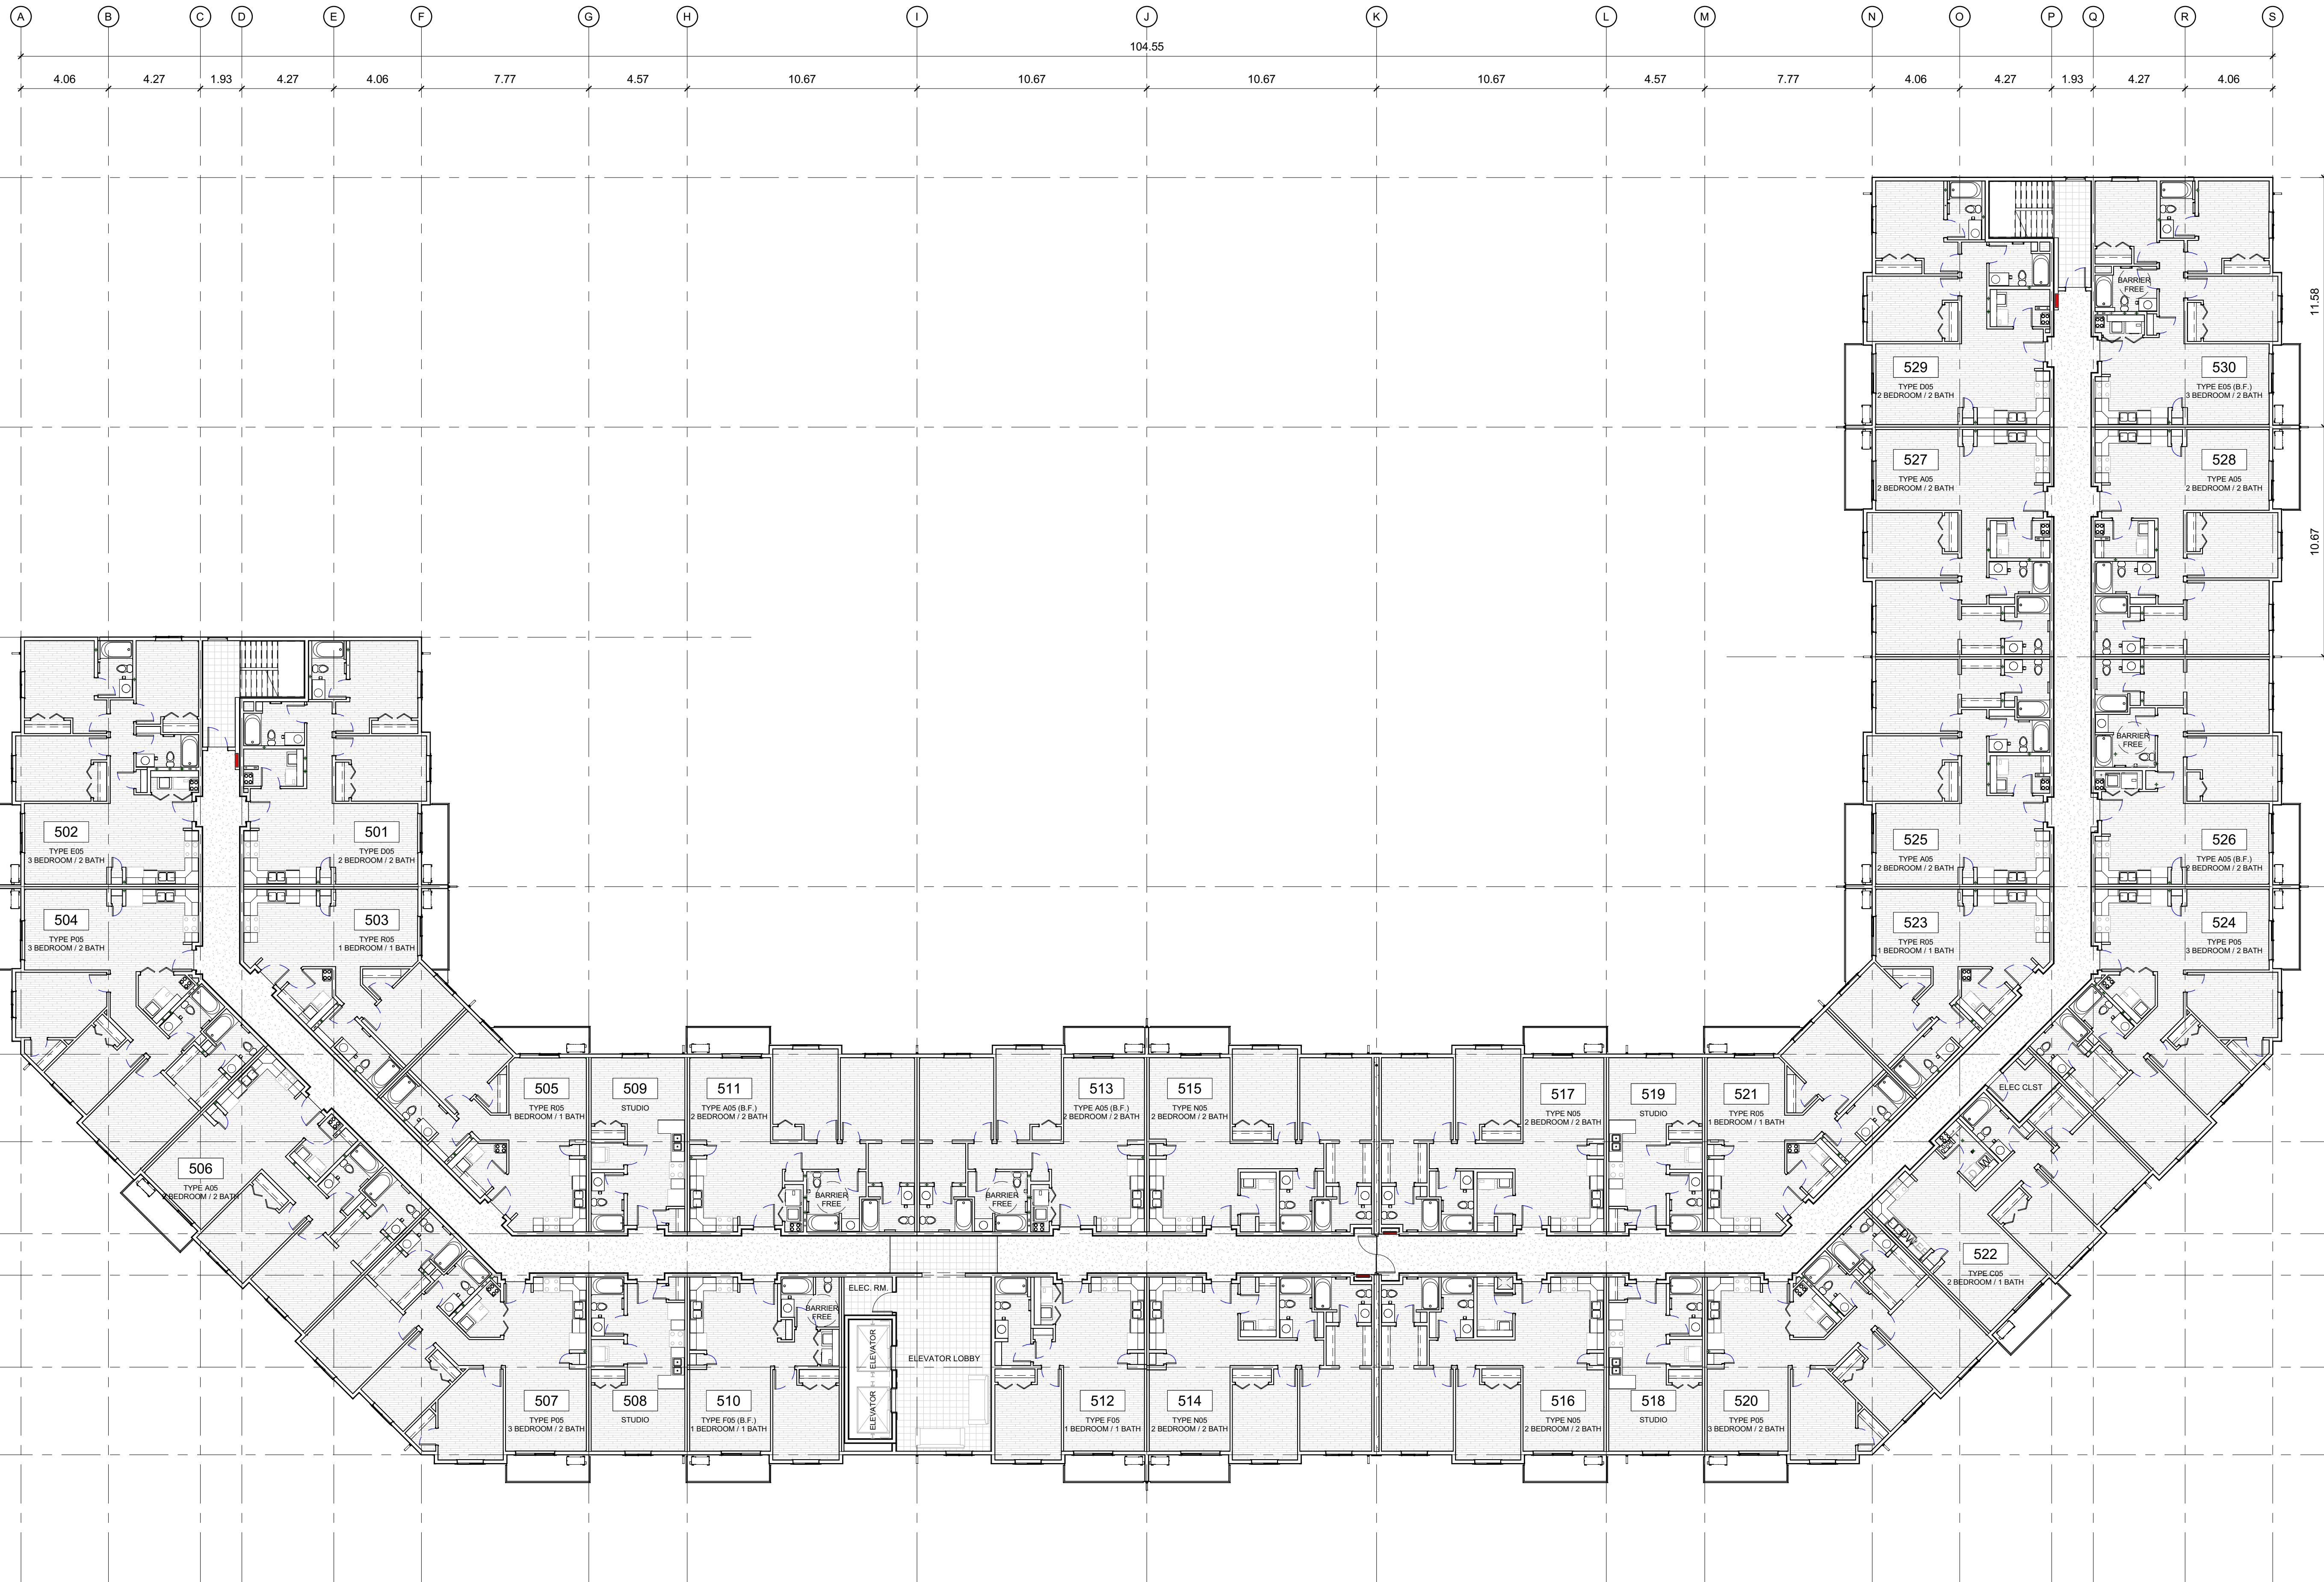 A B C D E F G H I J K L M N O P Q R S
104.55
4.06 4.27 1.93 4.27 4.06 7.77 4.57 10.67 10.67 10.67 10.67 4.57 7.77 4.06 4.27 1.93 4.27 4.06
11.58
BARRIER
FREE
529
TYPE D05
2 BEDROOM / 2 BATH
530
TYPE E05 (B.F.)
3 BEDROOM / 2 BATH
527
TYPE A05
2 BEDROOM / 2 BATH
528
TYPE A05
2 BEDROOM / 2 BATH
10.67
BARRIER
FREE
502
TYPE E05
3 BEDROOM / 2 BATH
501
TYPE D05
2 BEDROOM / 2 BATH
525
TYPE A05
2 BEDROOM / 2 BATH
526
TYPE A05 (B.F.)
2 BEDROOM / 2 BATH
504
TYPE P05
3 BEDROOM / 2 BATH
503
TYPE R05
1 BEDROOM / 1 BATH
523
TYPE R05
1 BEDROOM / 1 BATH
524
TYPE P05
3 BEDROOM / 2 BATH
505
TYPE R05
1 BEDROOM / 1 BATH
509
STUDIO
511
TYPE A05 (B.F.)
2 BEDROOM / 2 BATH
513
TYPE A05 (B.F.)
2 BEDROOM / 2 BATH
515
TYPE N05
2 BEDROOM / 2 BATH
517
TYPE N05
2 BEDROOM / 2 BATH
519
STUDIO
521
TYPE R05
1 BEDROOM / 1 BATH
ELEC CLST
506
TYPE A05
2 BEDROOM / 2 BATH
BARRIER
FREE
BARRIER
FREE
W
DW
522
TYPE C05
2 BEDROOM / 1 BATH
ELEC. RM.
BARRIER
FREE
ELEVATOR
ELEVATOR
ELEVATOR LOBBY
507
TYPE P05
3 BEDROOM / 2 BATH
508
STUDIO
510
TYPE F05 (B.F.)
1 BEDROOM / 1 BATH
512
TYPE F05
1 BEDROOM / 1 BATH
514
TYPE N05
2 BEDROOM / 2 BATH
516
TYPE N05
2 BEDROOM / 2 BATH
518
STUDIO
520
TYPE P05
3 BEDROOM / 2 BATH